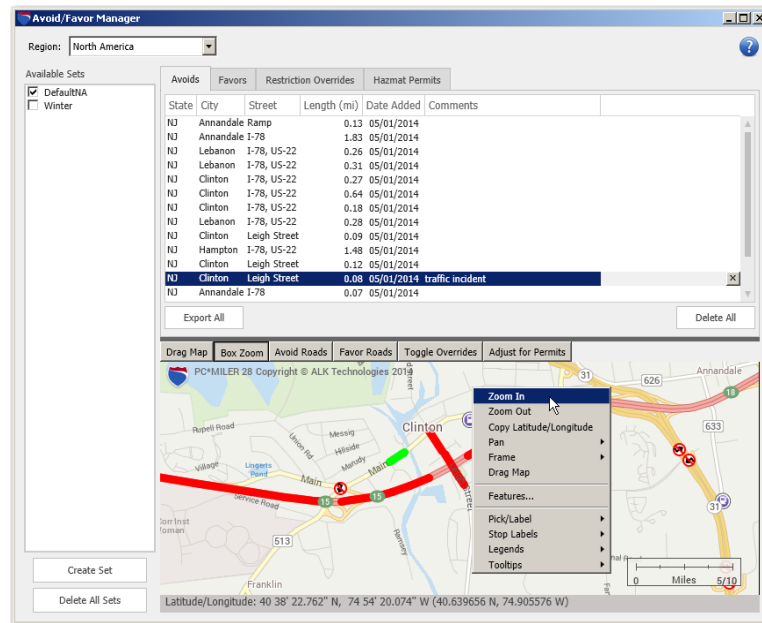 Avoid/Favor Manager
Region: North America
Available Sets
DefaultNA
Winter
Avoids Favors Restriction Overrides Hazmat Permits
State City Street Length (mi) Date Added Comments
NJ Annandale Ramp 0.13 05/01/2014
NJ Annandale I-78 1.83 05/01/2014
NJ Lebanon I-78, US-22 0.26 05/01/2014
NJ Lebanon I-78, US-22 0.31 05/01/2014
NJ Clinton I-78, US-22 0.27 05/01/2014
NJ Clinton I-78, US-22 0.64 05/01/2014
NJ Clinton I-78, US-22 0.18 05/01/2014
NJ Lebanon I-78, US-22 0.28 05/01/2014
NJ Clinton Leigh Street 0.09 05/01/2014
NJ Hampton I-78, US-22 1.48 05/01/2014
NJ Clinton Leigh Street 0.12 05/01/2014
NJ Clinton Leigh Street 0.08 05/01/2014 traffic incident
NJ Annandale I-78 0.07 05/01/2014
Export All Delete All
Drag Map Box Zoom Avoid Roads Favor Roads Toggle Overrides Adjust for Permits
PC*MILER 28 Copyright © ALK Technologies 2014
Street
31
626
Annandale
18
Zoom In
Zoom Out
Copy Latitude/Longitude
Pan
Frame
Drag Map
Features...
Pick/Label
Stop Labels
Legends
Tooltips
Rupell Road
Messig
Clinton
633
Union Rd
Hillside
Village
Lingerts Pond
Mandy
Main
Main
Service Road
15
15
Street
31
513
Ramsey
Franklin
0 Miles 5/10
Create Set
Delete All Sets
Latitude/Longitude: 40 38' 22.762" N, 74 54' 20.074" W (40.639656 N, 74.905576 W)